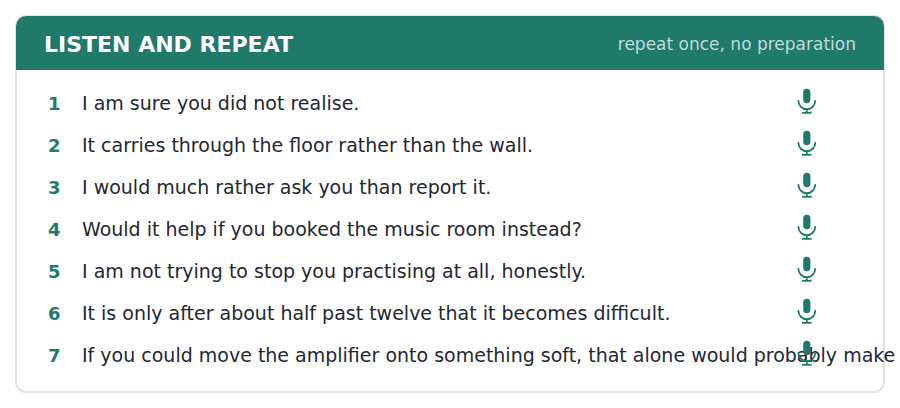 LISTEN AND REPEAT
repeat once, no preparation
1 I am sure you did not realise.
2 It carries through the floor rather than the wall.
3 I would much rather ask you than report it.
4 Would it help if you booked the music room instead?
5 I am not trying to stop you practising at all, honestly.
6 It is only after about half past twelve that it becomes difficult.
7 If you could move the amplifier onto something soft, that alone would probably make